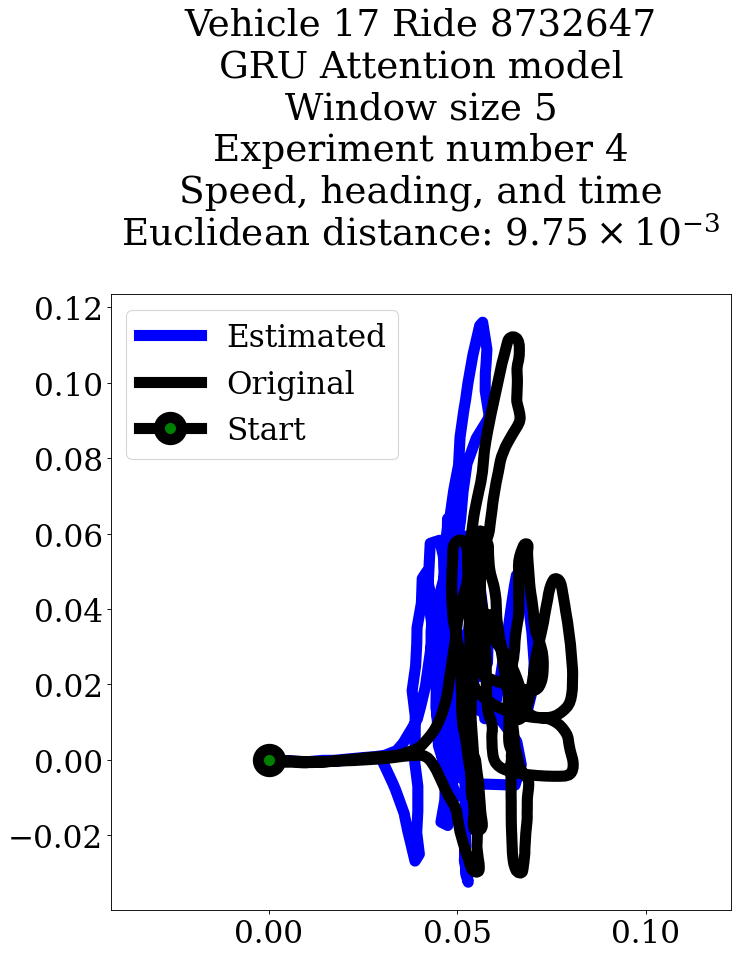 Vehicle 17 Ride 8732647
GRU Attention model
Window size 5
Experiment number 4
Speed, heading, and time
Euclidean distance: 9.75 × 10⁻³
0.12
Estimated
0.10
Original
Start
0.08
0.06
0.04
0.02
0.00
−0.02
0.00 0.05 0.10